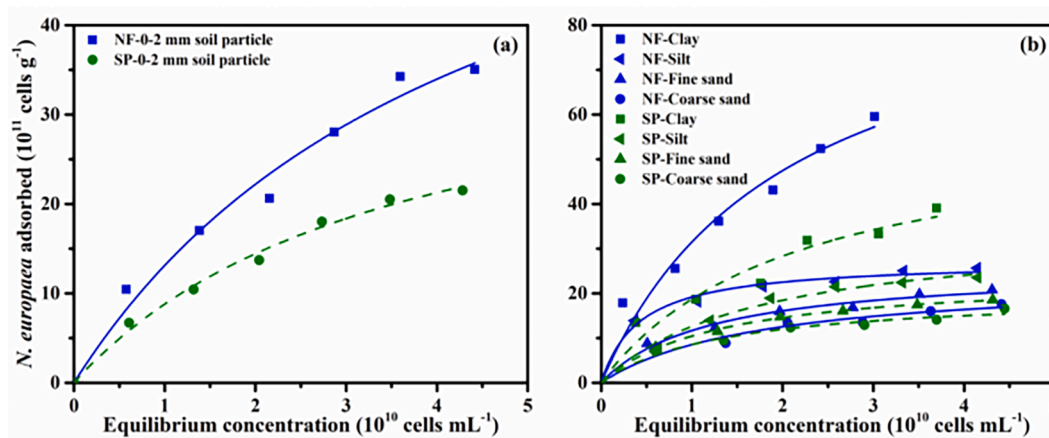 N. europaea adsorbed (10¹¹ cells g⁻¹)
40
30
20
10
0
NF-0-2 mm soil particle
SP-0-2 mm soil particle
(a)
0 1 2 3 4 5
Equilibrium concentration (10¹⁰ cells mL⁻¹)
80
60
40
20
0
NF-Clay
NF-Silt
NF-Fine sand
NF-Coarse sand
SP-Clay
SP-Silt
SP-Fine sand
SP-Coarse sand
(b)
0 1 2 3 4 5
Equilibrium concentration (10¹⁰ cells mL⁻¹)